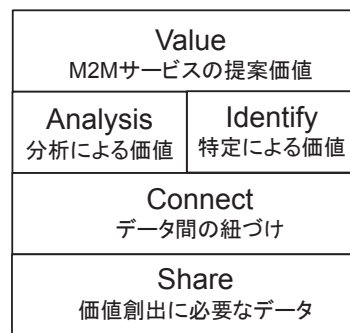 Value
M2Mサービスの提案価値
Analysis
分析による価値
Identify
特定による価値
Connect
データ間の紐づけ
Share
価値創出に必要なデータ